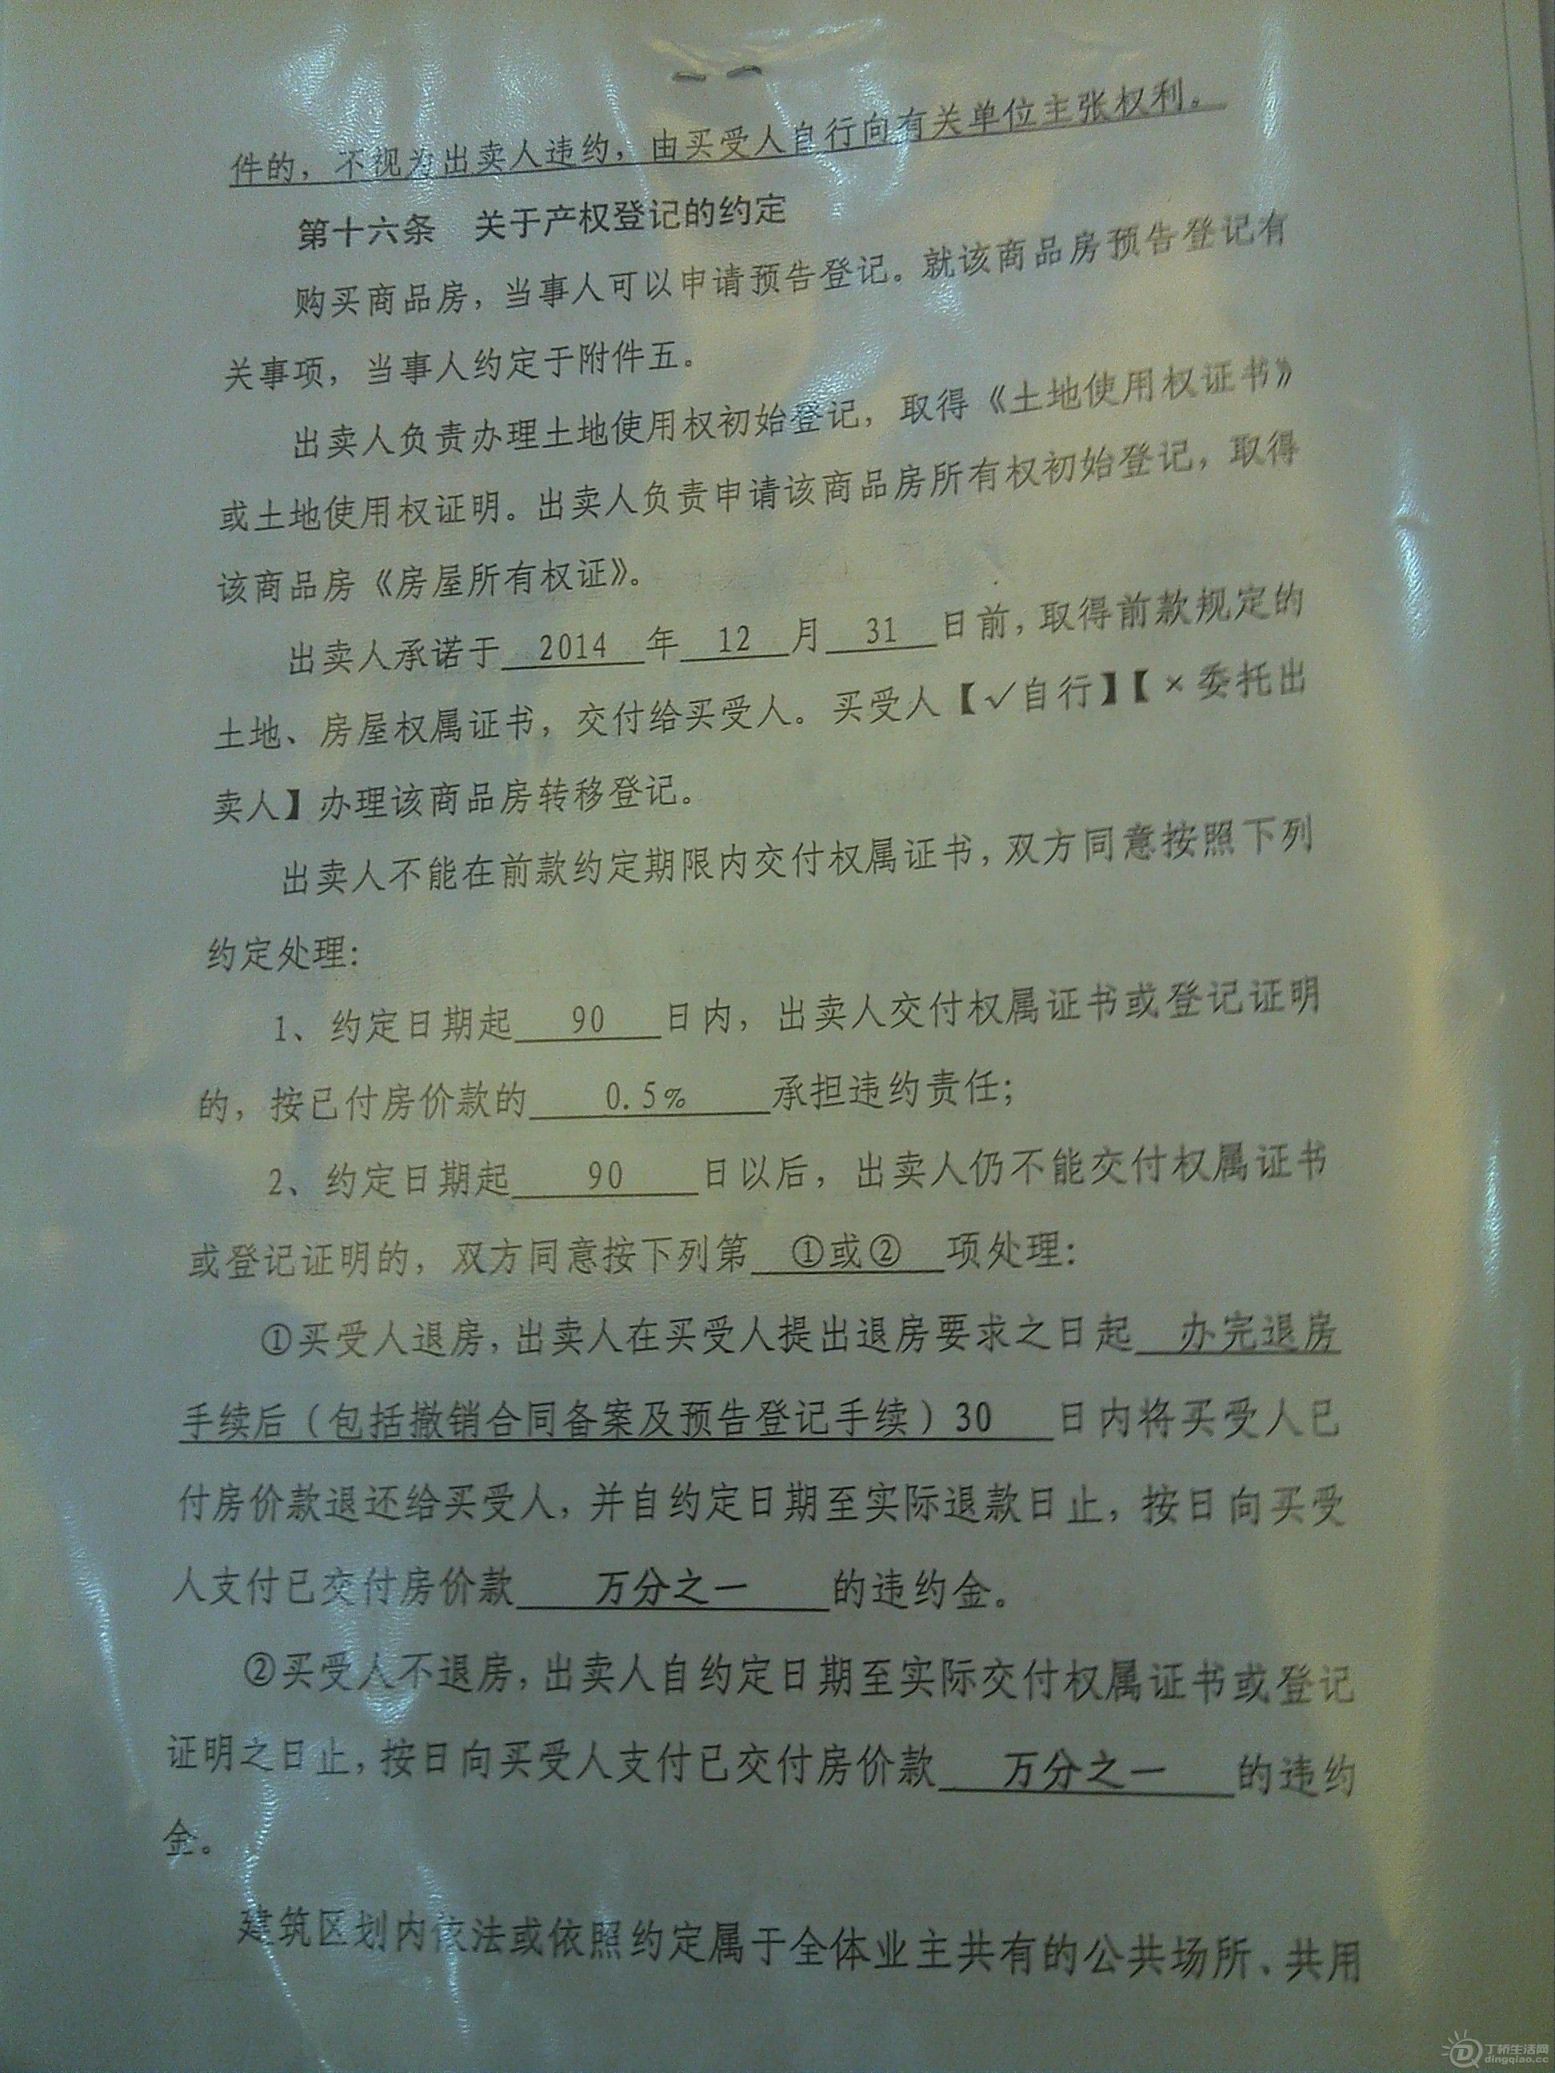 件的，不视为出卖人违约，由买受人自行向有关单位主张权利。
第十六条　关于产权登记的约定
购买商品房，当事人可以申请预告登记。就该商品房预告登记有
关事项，当事人约定于附件五。
出卖人负责办理土地使用权初始登记，取得《土地使用权证书》
或土地使用权证明。出卖人负责申请该商品房所有权初始登记，取得
该商品房《房屋所有权证》。
出卖人承诺于 2014 年 12 月 31 日前，取得前款规定的
土地、房屋权属证书，交付给买受人。买受人【√自行】【×委托出
卖人】办理该商品房转移登记。
出卖人不能在前款约定期限内交付权属证书，双方同意按照下列
约定处理：
1、约定日期起 90 日内，出卖人交付权属证书或登记证明
的，按已付房价款的 0.5% 承担违约责任；
2、约定日期起 90 日以后，出卖人仍不能交付权属证书
或登记证明的，双方同意按下列第 ①或② 项处理：
①买受人退房，出卖人在买受人提出退房要求之日起 办完退房
手续后（包括撤销合同备案及预告登记手续）30 日内将买受人已
付房价款退还给买受人，并自约定日期至实际退款日止，按日向买受
人支付已交付房价款 万分之一 的违约金。
②买受人不退房，出卖人自约定日期至实际交付权属证书或登记
证明之日止，按日向买受人支付已交付房价款 万分之一 的违约
金。
建筑区划内依法或依照约定属于全体业主共有的公共场所、共用
丁桥生活网
dingqiao.cc